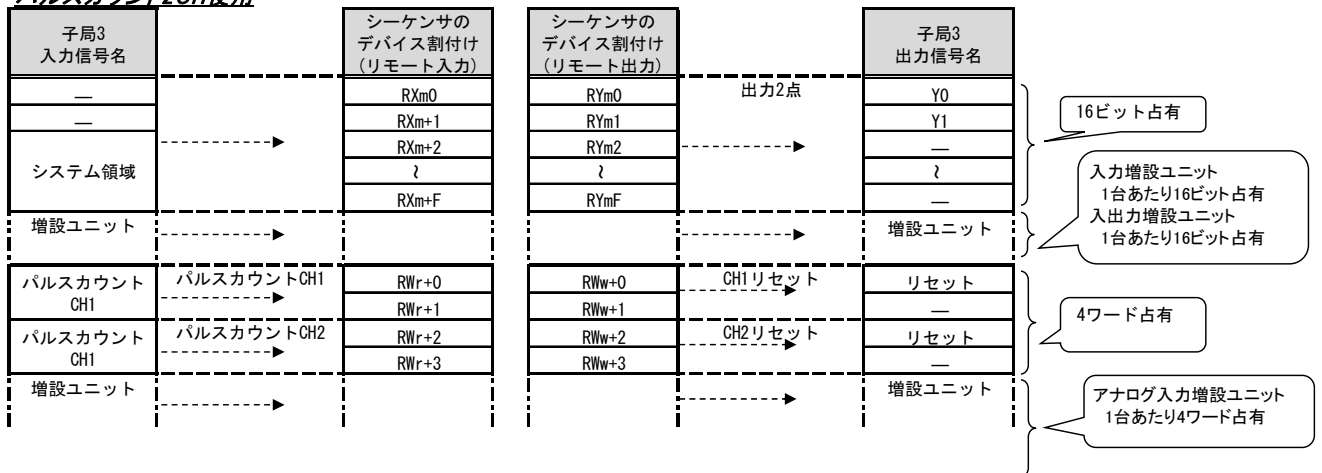 パルスカウント2CH使用
子局3
入力信号名
シーケンサの
デバイス割付け
(リモート入力)
シーケンサの
デバイス割付け
(リモート出力)
子局3
出力信号名
―
RXm0
RYm0
出力2点
Y0
―
RXm+1
RYm1
Y1
システム領域
RXm+2
RYm2
―
~
~
~
RXm+F
RYmF
―
16ビット占有
増設ユニット
増設ユニット
入力増設ユニット
1台あたり16ビット占有
入出力増設ユニット
1台あたり16ビット占有
パルスカウント
CH1
パルスカウントCH1
RWr+0
RWw+0
CH1リセット
リセット
RWr+1
RWw+1
―
パルスカウント
CH1
パルスカウントCH2
RWr+2
RWw+2
CH2リセット
リセット
RWr+3
RWw+3
―
4ワード占有
増設ユニット
増設ユニット
アナログ入力増設ユニット
1台あたり4ワード占有